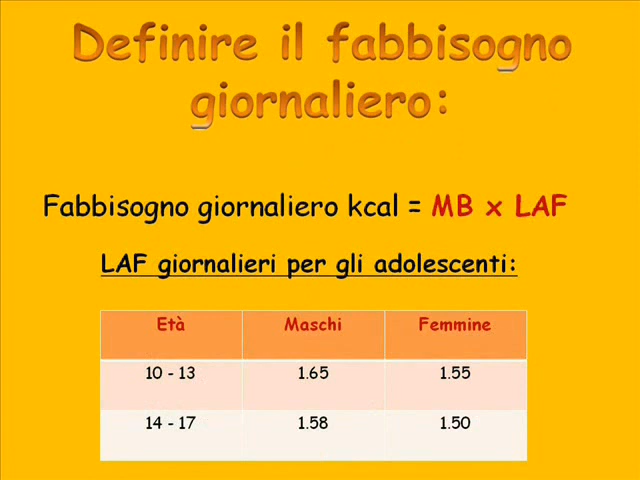 Definire il fabbisogno
giornaliero:
Fabbisogno giornaliero kcal = MB x LAF
LAF giornalieri per gli adolescenti:
Età Maschi Femmine
10 - 13 1.65 1.55
14 - 17 1.58 1.50